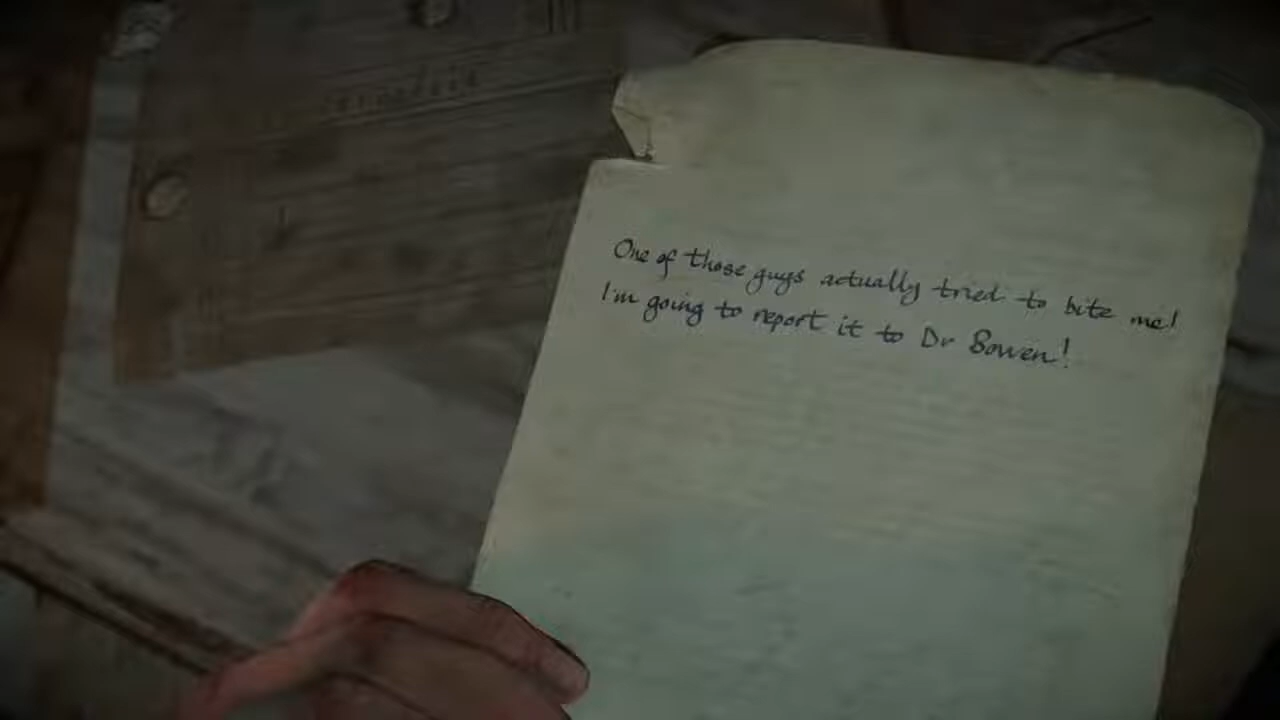 One of those guys actually tried to bite me!
I'm going to report it to Dr Bowen!